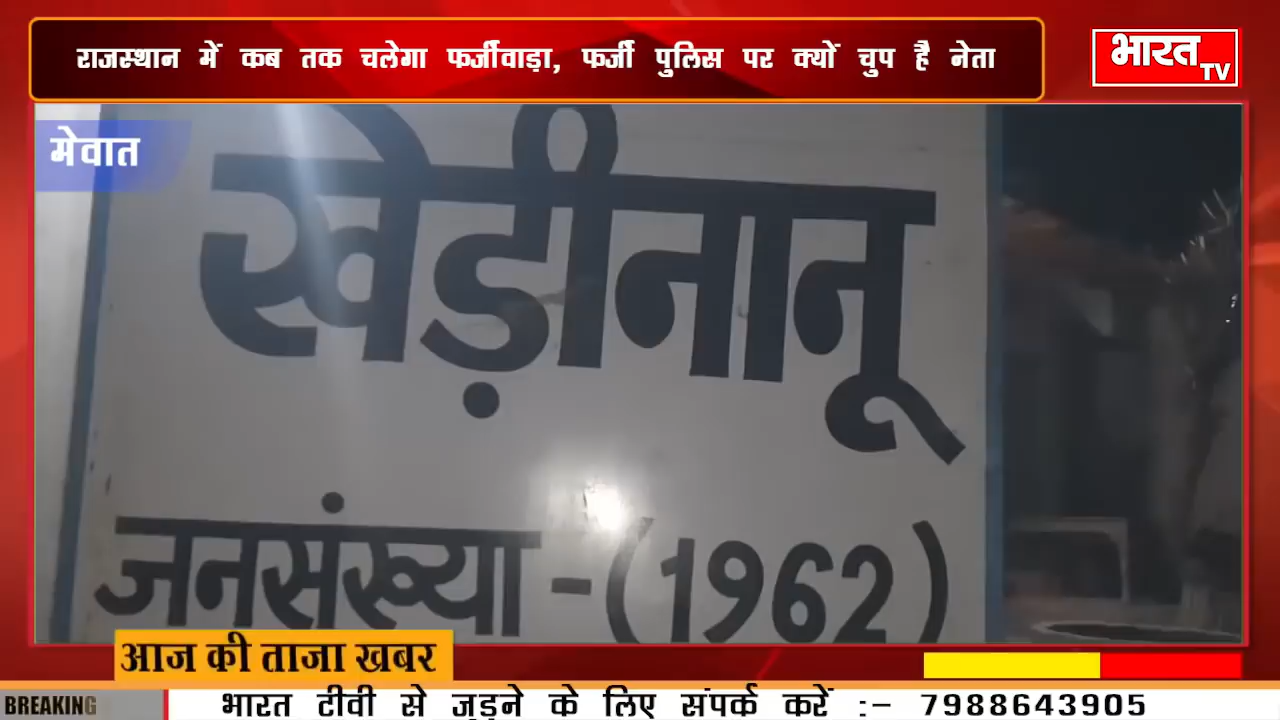 राजस्थान में कब तक चलेगा फर्जीवाड़ा, फर्जी पुलिस पर क्यों चुप है नेता
भारत TV
मेवात
खेड़ीनानू
जनसंख्या - (1962)
आज की ताजा खबर
BREAKING
भारत टीवी से जुड़ने के लिए संपर्क करें :- 7988643905